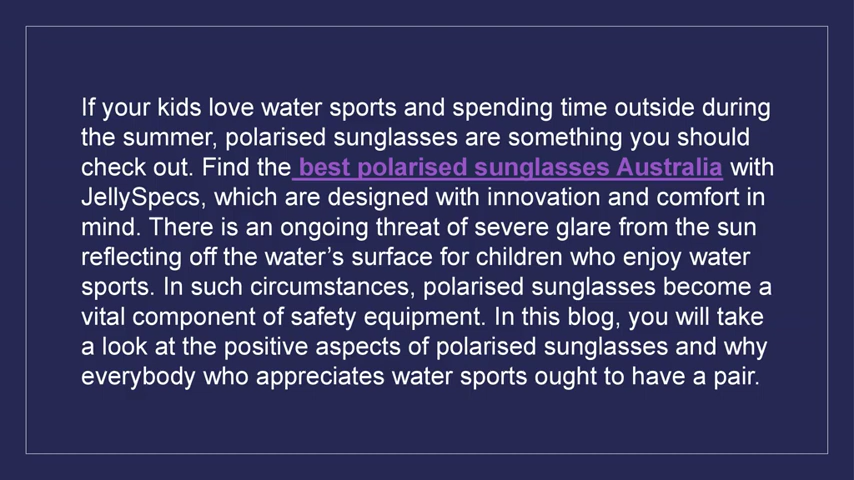 If your kids love water sports and spending time outside during
the summer, polarised sunglasses are something you should
check out. Find the best polarised sunglasses Australia with
JellySpecs, which are designed with innovation and comfort in
mind. There is an ongoing threat of severe glare from the sun
reflecting off the water’s surface for children who enjoy water
sports. In such circumstances, polarised sunglasses become a
vital component of safety equipment. In this blog, you will take
a look at the positive aspects of polarised sunglasses and why
everybody who appreciates water sports ought to have a pair.